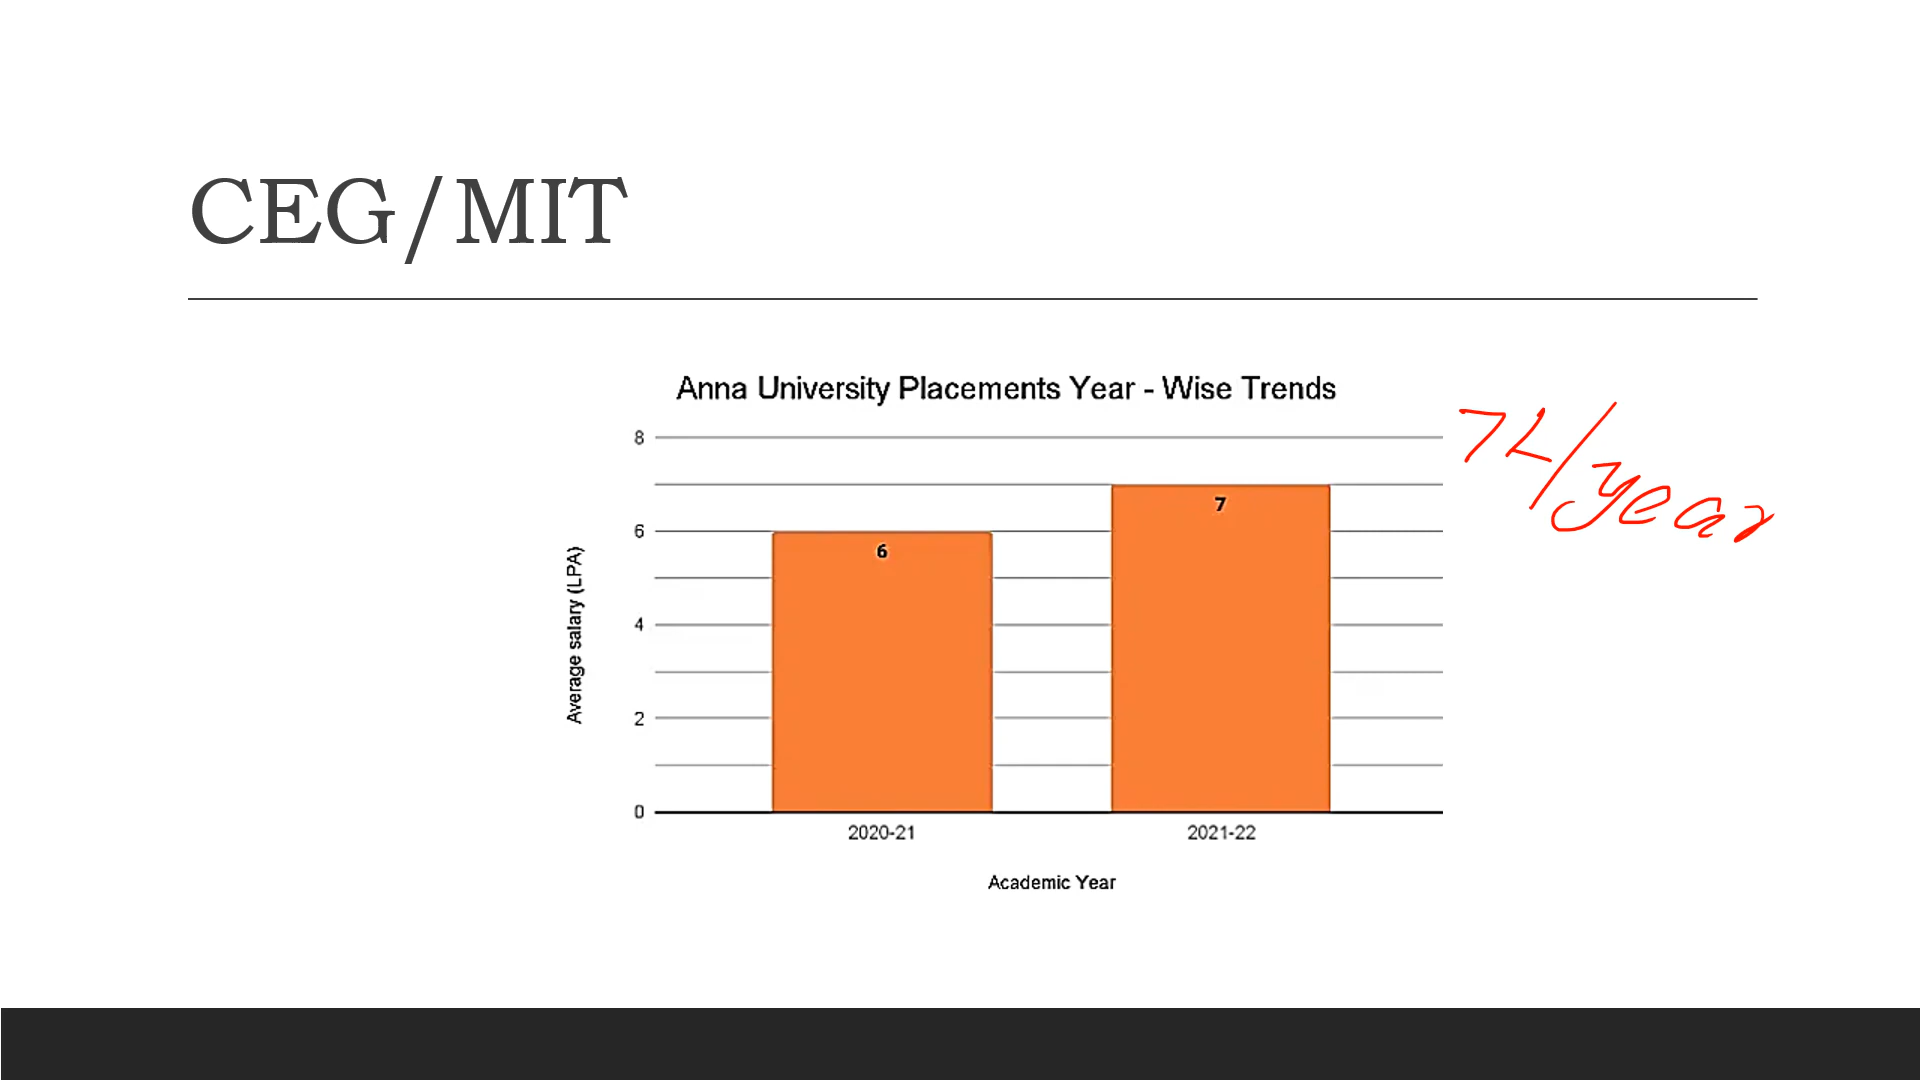 CEG/MIT
Anna University Placements Year - Wise Trends
7L/year
8
6
4
2
0
Average salary (LPA)
6
7
2020-21
2021-22
Academic Year